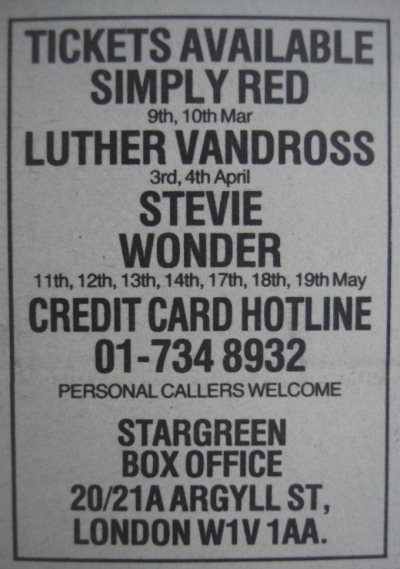 TICKETS AVAILABLE
SIMPLY RED
9th, 10th Mar
LUTHER VANDROSS
3rd, 4th April
STEVIE
WONDER
11th, 12th, 13th, 14th, 17th, 18th, 19th May
CREDIT CARD HOTLINE
01-734 8932
PERSONAL CALLERS WELCOME
STARGREEN
BOX OFFICE
20/21A ARGYLL ST,
LONDON W1V 1AA.